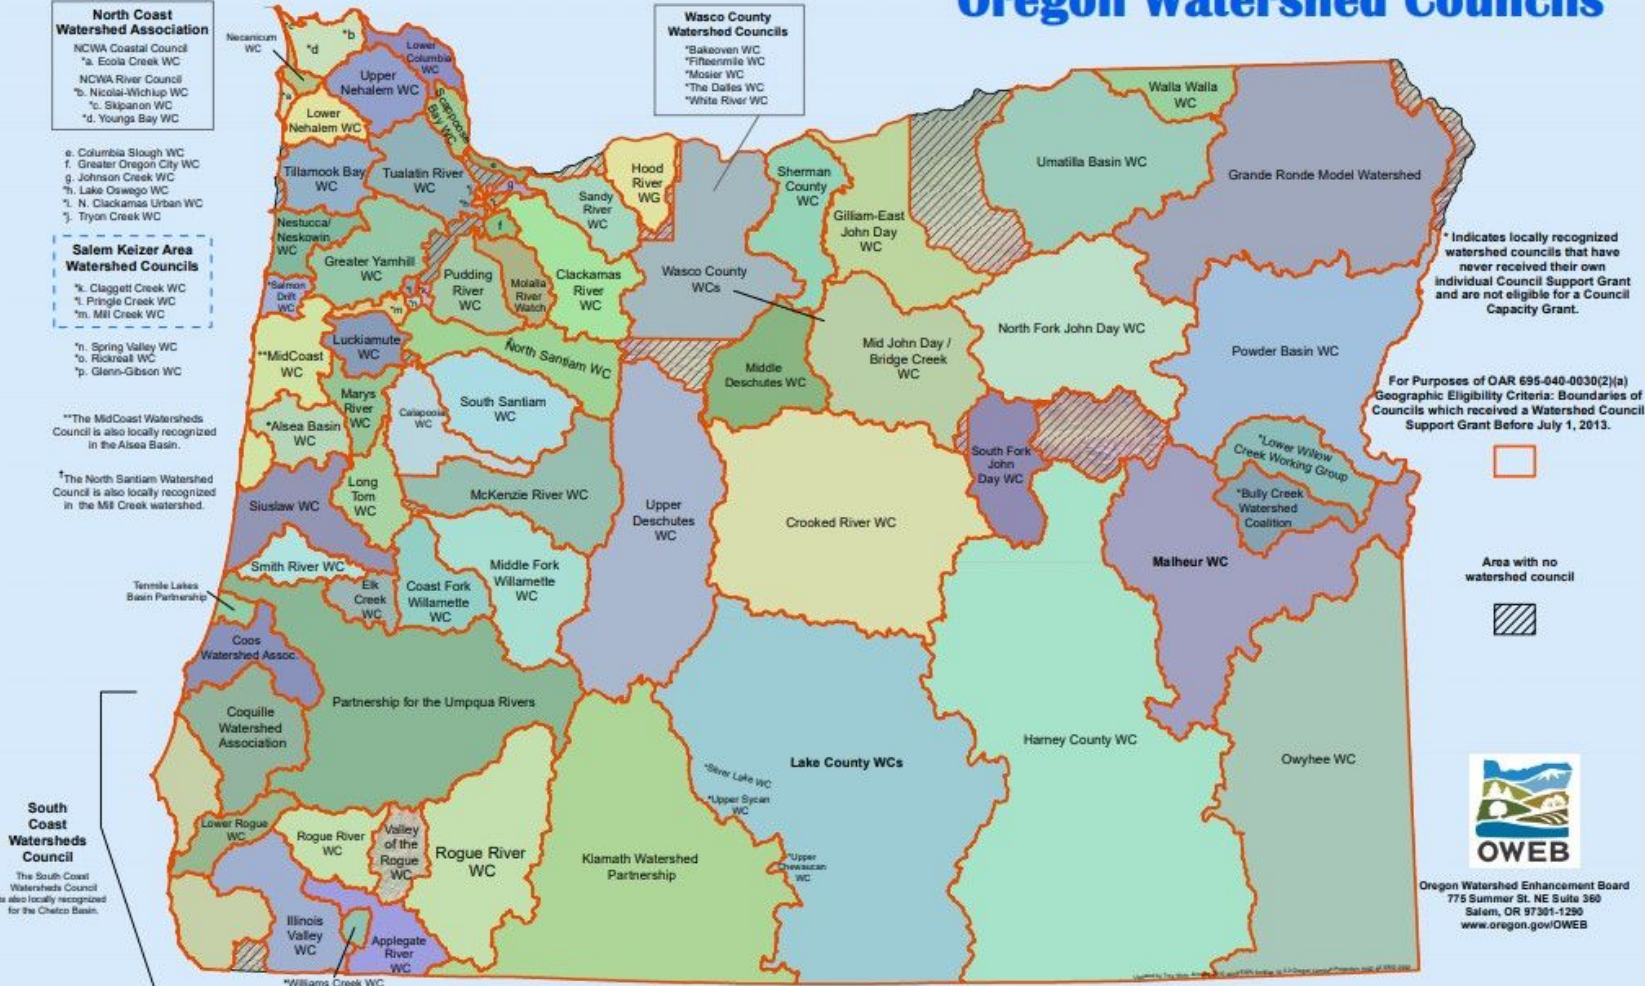 Oregon Watershed Councils
North Coast
Watershed Association
NCWA Coastal Council
*a. Ecola Creek WC
NCWA River Council
*b. Nicolai-Wichiup WC
*c. Skipanon WC
*d. Youngs Bay WC
e. Columbia Slough WC
f. Greater Oregon City WC
g. Johnson Creek WC
*h. Lake Oswego WC
*i. N. Clackamas Urban WC
*j. Tryon Creek WC
Salem Keizer Area
Watershed Councils
*k. Claggett Creek WC
*l. Pringle Creek WC
*m. Mill Creek WC
*n. Spring Valley WC
*o. Rickreall WC
*p. Glenn-Gibson WC
**The MidCoast Watersheds
Council is also locally recognized
in the Alsea Basin.
†The North Santiam Watershed
Council is also locally recognized
in the Mill Creek watershed.
Tenmile Lakes
Basin Partnership
South
Coast
Watersheds
Council
The South Coast
Watersheds Council
is also locally recognized
for the Chetco Basin.
Necanicum
WC
*d
*b
*a
Lower
Columbia
WC
Upper
Nehalem WC
Scappoose
Bay WC
Lower
Nehalem WC
Tillamook Bay
WC
Tualatin River
WC
e
g
*h
f
Nestucca/
Neskowin
WC
Greater Yamhill
WC
*Salmon
Drift
WC
*m
*n
Pudding
River
WC
Molalla
River
Watch
Clackamas
River
WC
Sandy
River
WC
Hood
River
WG
Wasco County
Watershed Councils
*Bakeoven WC
*Fifteenmile WC
*Mosier WC
*The Dalles WC
*White River WC
Wasco County
WCs
Sherman
County
WC
Gilliam-East
John Day
WC
Umatilla Basin WC
Walla Walla
WC
Grande Ronde Model Watershed
**MidCoast
WC
Luckiamute
WC
†North Santiam WC
Marys
River
WC
Calapooia
WC
South Santiam
WC
*Alsea Basin
WC
Middle
Deschutes WC
Mid John Day /
Bridge Creek
WC
North Fork John Day WC
Powder Basin WC
Siuslaw WC
Long
Tom
WC
McKenzie River WC
Upper
Deschutes
WC
Crooked River WC
South Fork
John
Day WC
*Lower Willow
Creek Working Group
*Bully Creek
Watershed
Coalition
Malheur WC
Smith River WC
Elk
Creek
WC
Coast Fork
Willamette
WC
Middle Fork
Willamette
WC
Coos
Watershed Assoc.
Partnership for the Umpqua Rivers
Coquille
Watershed
Association
Lake County WCs
*Silver Lake WC
*Upper Sycan
WC
*Upper
Chewaucan
WC
Harney County WC
Owyhee WC
Lower Rogue
WC
Rogue River
WC
Valley
of the
Rogue
WC
Rogue River
WC
Klamath Watershed
Partnership
Illinois
Valley
WC
Applegate
River
WC
*Williams Creek WC
* Indicates locally recognized
watershed councils that have
never received their own
individual Council Support Grant
and are not eligible for a Council
Capacity Grant.
For Purposes of OAR 695-040-0030(2)(a)
Geographic Eligibility Criteria: Boundaries of
Councils which received a Watershed Council
Support Grant Before July 1, 2013.
Area with no
watershed council
OWEB
Oregon Watershed Enhancement Board
775 Summer St. NE Suite 360
Salem, OR 97301-1290
www.oregon.gov/OWEB